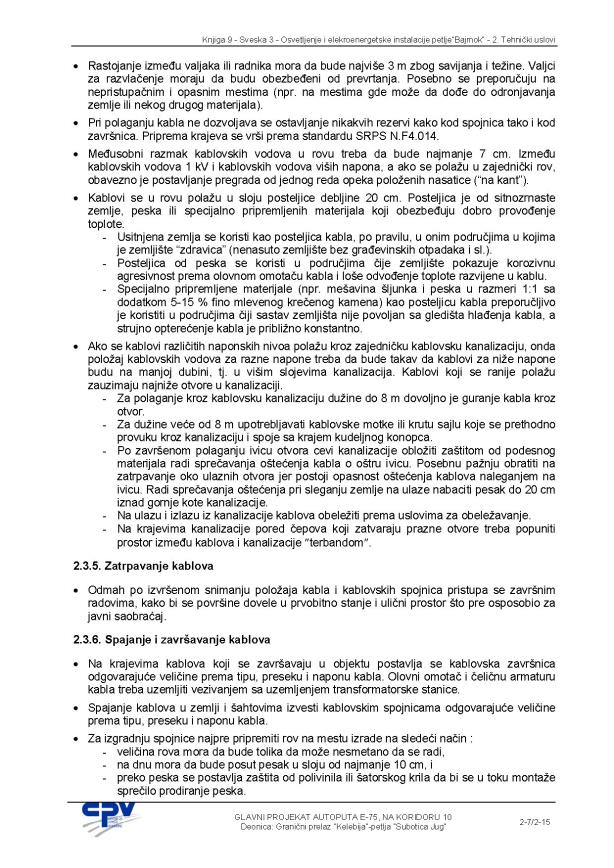 Knjiga 9 - Sveska 3 - Osvetljenje i elekroenergetske instalacije petlje"Bajmok" - 2. Tehnički uslovi
• Rastojanje između valjaka ili radnika mora da bude najviše 3 m zbog savijanja i težine. Valjci
za razvlačenje moraju da budu obezbeđeni od prevrtanja. Posebno se preporučuju na
nepristupačnim i opasnim mestima (npr. na mestima gde može da dođe do odronjavanja
zemlje ili nekog drugog materijala).
• Pri polaganju kabla ne dozvoljava se ostavljanje nikakvih rezervi kako kod spojnica tako i kod
završnica. Priprema krajeva se vrši prema standardu SRPS N.F4.014.
• Međusobni razmak kablovskih vodova u rovu treba da bude najmanje 7 cm. Između
kablovskih vodova 1 kV i kablovskih vodova viših napona, a ako se polažu u zajednički rov,
obavezno je postavljanje pregrada od jednog reda opeka položenih nasatice ("na kant").
• Kablovi se u rovu polažu u sloju posteljice debljine 20 cm. Posteljica je od sitnozrnaste
zemlje, peska ili specijalno pripremljenih materijala koji obezbeđuju dobro provođenje
toplote.
- Usitnjena zemlja se koristi kao posteljica kabla, po pravilu, u onim područjima u kojima
je zemljište "zdravica" (nenasuto zemljište bez građevinskih otpadaka i sl.).
- Posteljica od peska se koristi u područjima čije zemljište pokazuje korozivnu
agresivnost prema olovnom omotaču kabla i loše odvođenje toplote razvijene u kablu.
- Specijalno pripremljene materijale (npr. mešavina šljunka i peska u razmeri 1:1 sa
dodatkom 5-15 % fino mlevenog krečenog kamena) kao posteljicu kabla preporučljivo
je koristiti u područjima čiji sastav zemljišta nije povoljan sa gledišta hlađenja kabla, a
strujno opterećenje kabla je približno konstantno.
• Ako se kablovi različitih naponskih nivoa polažu kroz zajedničku kablovsku kanalizaciju, onda
položaj kablovskih vodova za razne napone treba da bude takav da kablovi za niže napone
budu na manjoj dubini, tj. u višim slojevima kanalizacija. Kablovi koji se ranije polažu
zauzimaju najniže otvore u kanalizaciji.
- Za polaganje kroz kablovsku kanalizaciju dužine do 8 m dovoljno je guranje kabla kroz
otvor.
- Za dužine veće od 8 m upotrebljavati kablovske motke ili krutu sajlu koje se prethodno
provuku kroz kanalizaciju i spoje sa krajem kudeljnog konopca.
- Po završenom polaganju ivicu otvora cevi kanalizacije obložiti zaštitom od podesnog
materijala radi sprečavanja oštećenja kabla o oštru ivicu. Posebnu pažnju obratiti na
zatrpavanje oko ulaznih otvora jer postoji opasnost oštećenja kablova naleganjem na
ivicu. Radi sprečavanja oštećenja pri sleganju zemlje na ulaze nabaciti pesak do 20 cm
iznad gornje kote kanalizacije.
- Na ulazu i izlazu iz kanalizacije kablova obeležiti prema uslovima za obeležavanje.
- Na krajevima kanalizacije pored čepova koji zatvaraju prazne otvore treba popuniti
prostor između kablova i kanalizacije "terbandom".
2.3.5. Zatrpavanje kablova
• Odmah po izvršenom snimanju položaja kabla i kablovskih spojnica pristupa se završnim
radovima, kako bi se površine dovele u prvobitno stanje i ulični prostor što pre osposobio za
javni saobraćaj.
2.3.6. Spajanje i završavanje kablova
• Na krajevima kablova koji se završavaju u objektu postavlja se kablovska završnica
odgovarajuće veličine prema tipu, preseku i naponu kabla. Olovni omotač i čeličnu armaturu
kabla treba uzemljiti vezivanjem sa uzemljenjem transformatorske stanice.
• Spajanje kablova u zemlji i šahtovima izvesti kablovskim spojnicama odgovarajuće veličine
prema tipu, preseku i naponu kabla.
• Za izgradnju spojnice najpre pripremiti rov na mestu izrade na sledeći način :
- veličina rova mora da bude tolika da može nesmetano da se radi,
- na dnu mora da bude posut pesak u sloju od najmanje 10 cm, i
- preko peska se postavlja zaštita od polivinila ili šatorskog krila da bi se u toku montaže
sprečilo prodiranje peska.
CPV
GLAVNI PROJEKAT AUTOPUTA E-75, NA KORIDORU 10
Deonica: Granični prelaz "Kelebija"-petlja "Subotica Jug"
2-7/2-15